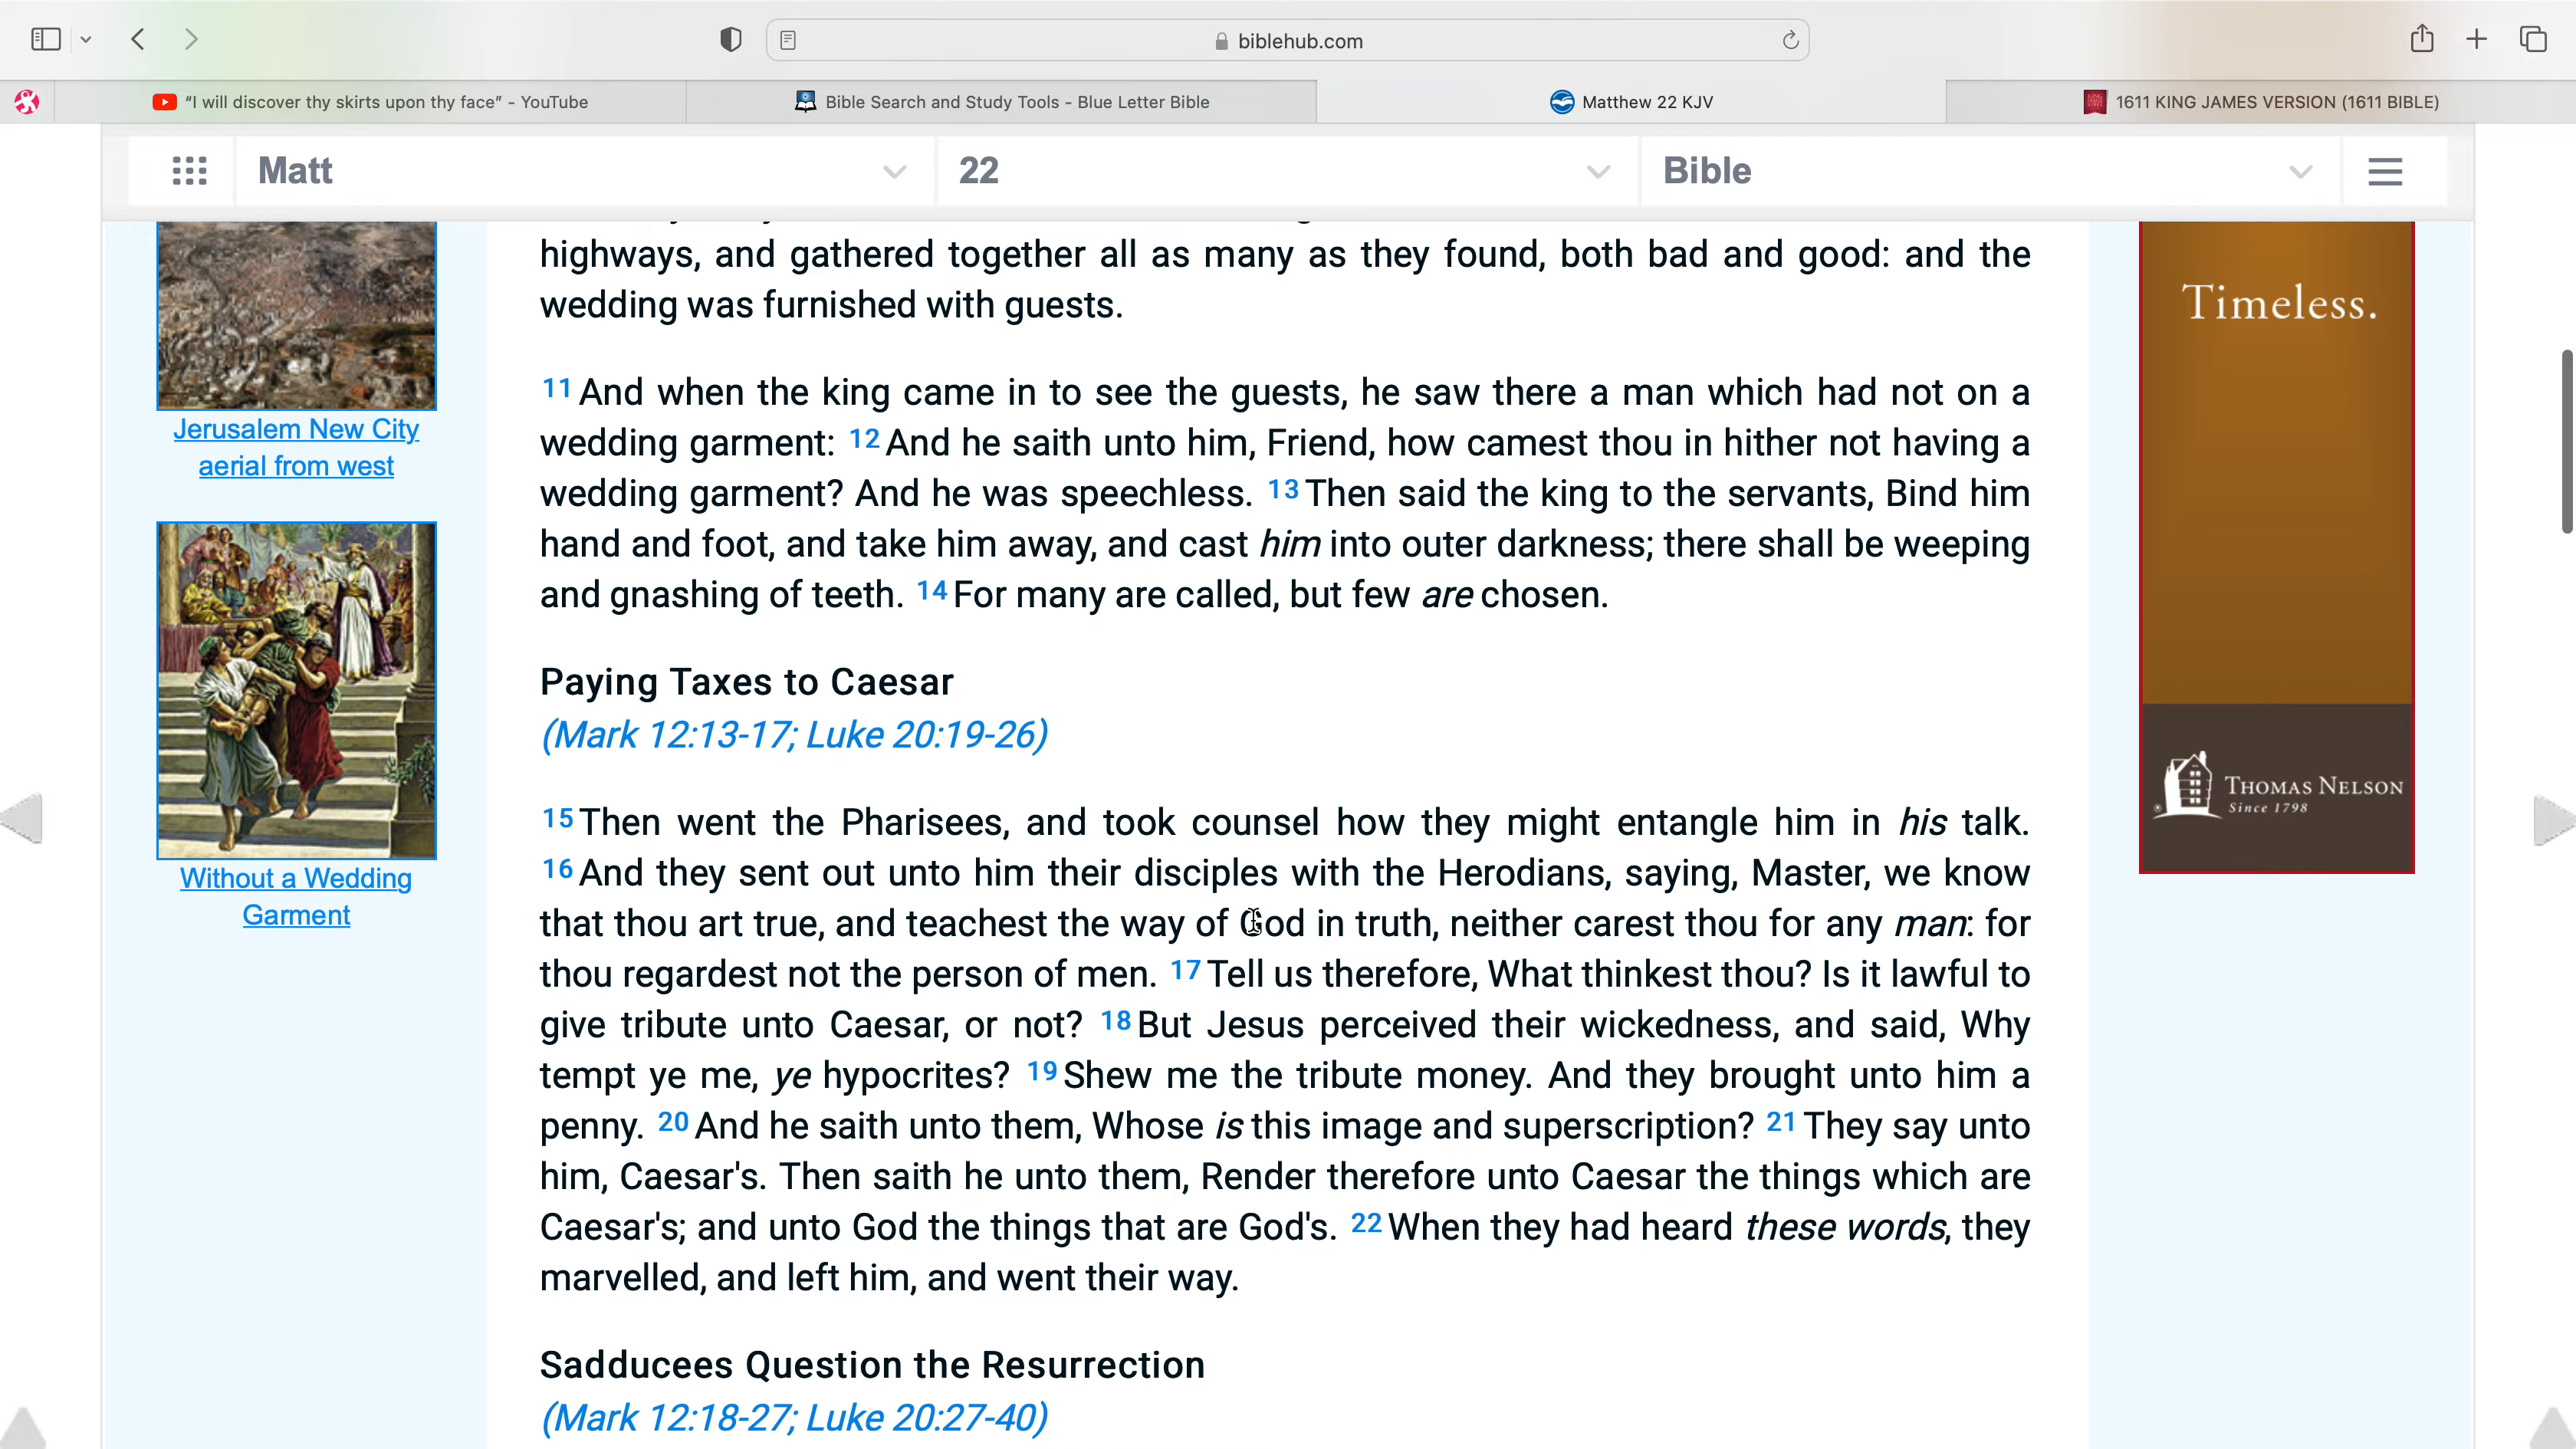 biblehub.com
“I will discover thy skirts upon thy face” - YouTube
Bible Search and Study Tools - Blue Letter Bible
Matthew 22 KJV
1611 KING JAMES VERSION (1611 BIBLE)
Matt
22
Bible
highways, and gathered together all as many as they found, both bad and good: and the
wedding was furnished with guests.
11 And when the king came in to see the guests, he saw there a man which had not on a
wedding garment: 12 And he saith unto him, Friend, how camest thou in hither not having a
wedding garment? And he was speechless. 13 Then said the king to the servants, Bind him
hand and foot, and take him away, and cast him into outer darkness; there shall be weeping
and gnashing of teeth. 14 For many are called, but few are chosen.
Paying Taxes to Caesar
(Mark 12:13-17; Luke 20:19-26)
15 Then went the Pharisees, and took counsel how they might entangle him in his talk.
16 And they sent out unto him their disciples with the Herodians, saying, Master, we know
that thou art true, and teachest the way of God in truth, neither carest thou for any man: for
thou regardest not the person of men. 17 Tell us therefore, What thinkest thou? Is it lawful to
give tribute unto Caesar, or not? 18 But Jesus perceived their wickedness, and said, Why
tempt ye me, ye hypocrites? 19 Shew me the tribute money. And they brought unto him a
penny. 20 And he saith unto them, Whose is this image and superscription? 21 They say unto
him, Caesar's. Then saith he unto them, Render therefore unto Caesar the things which are
Caesar's; and unto God the things that are God's. 22 When they had heard these words, they
marvelled, and left him, and went their way.
Sadducees Question the Resurrection
(Mark 12:18-27; Luke 20:27-40)
Jerusalem New City
aerial from west
Without a Wedding
Garment
Timeless.
THOMAS NELSON
Since 1798